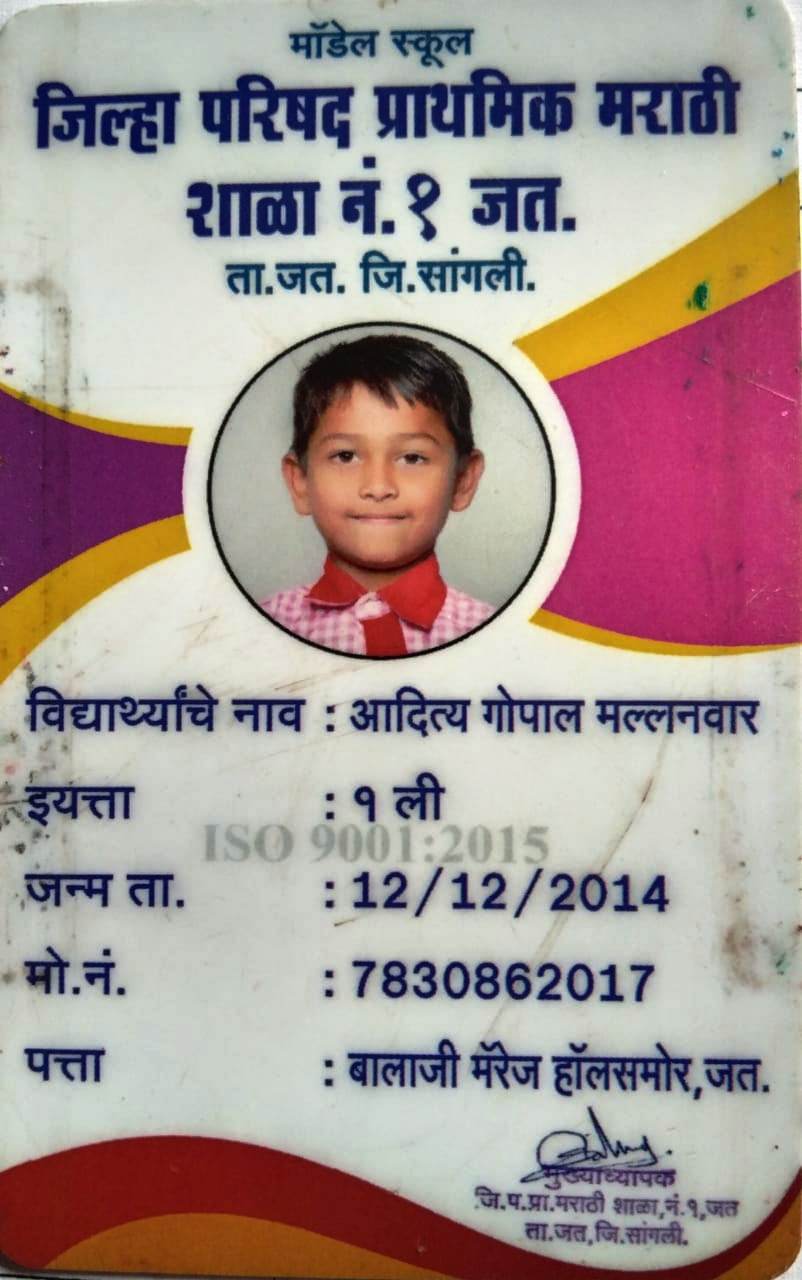 मॉडेल स्कूल
जिल्हा परिषद प्राथमिक मराठी
शाळा नं.१ जत.
ता.जत. जि.सांगली.
विद्यार्थ्यांचे नाव : आदित्य गोपाल मल्लनवार
इयत्ता : १ ली
ISO 9001:2015
जन्म ता. : 12/12/2014
मो.नं. : 7830862017
पत्ता : बालाजी मॅरेज हॉलसमोर,जत.
मुख्याध्यापक
जि.प.प्रा.मराठी शाळा,नं.१,जत
ता.जत,जि.सांगली.